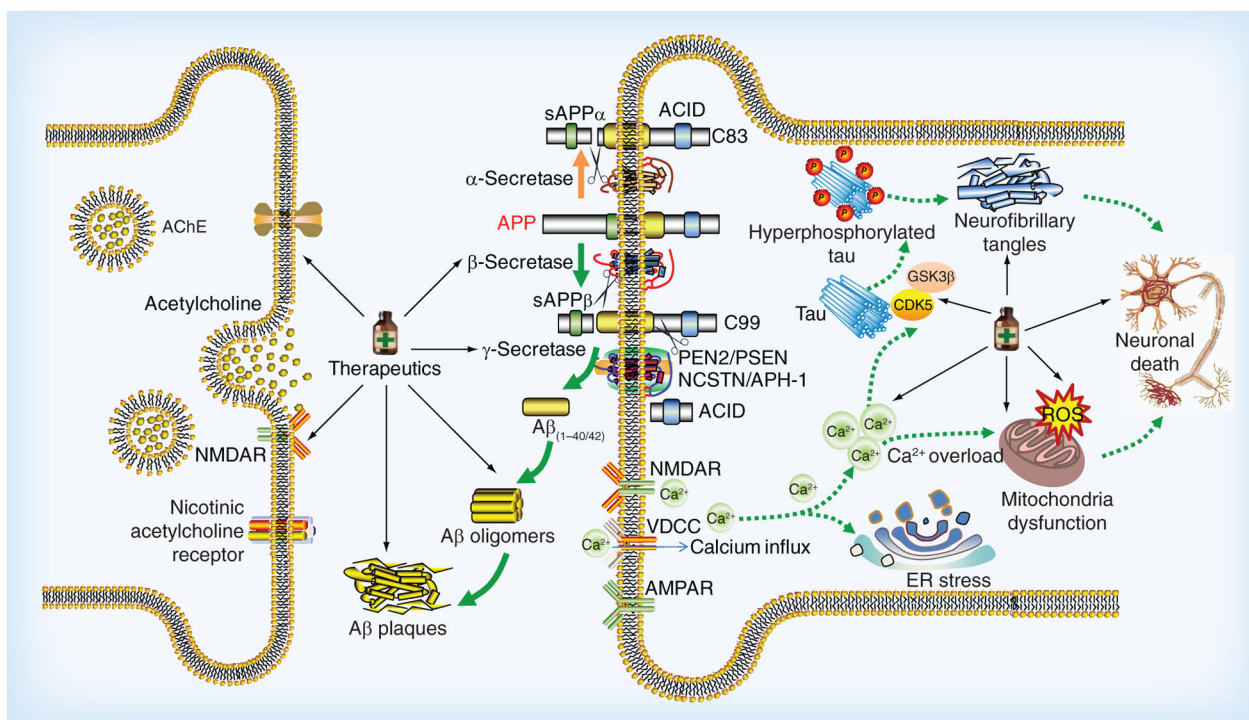 AChE
Acetylcholine
NMDAR
Nicotinic
acetylcholine
receptor
Therapeutics
sAPPα
ACID
C83
α-Secretase
APP
β-Secretase
sAPPβ
C99
γ-Secretase
PEN2/PSEN
NCSTN/APH-1
ACID
Aβ(1–40/42)
Aβ oligomers
Aβ plaques
NMDAR
Ca2+
Ca2+
VDCC
Ca2+
Calcium influx
AMPAR
P
P
P
P
P
P
Hyperphosphorylated
tau
Neurofibrillary
tangles
Tau
GSK3β
CDK5
Neuronal
death
Ca2+
Ca2+
Ca2+
Ca2+ overload
Ca2+
ROS
Mitochondria
dysfunction
ER stress